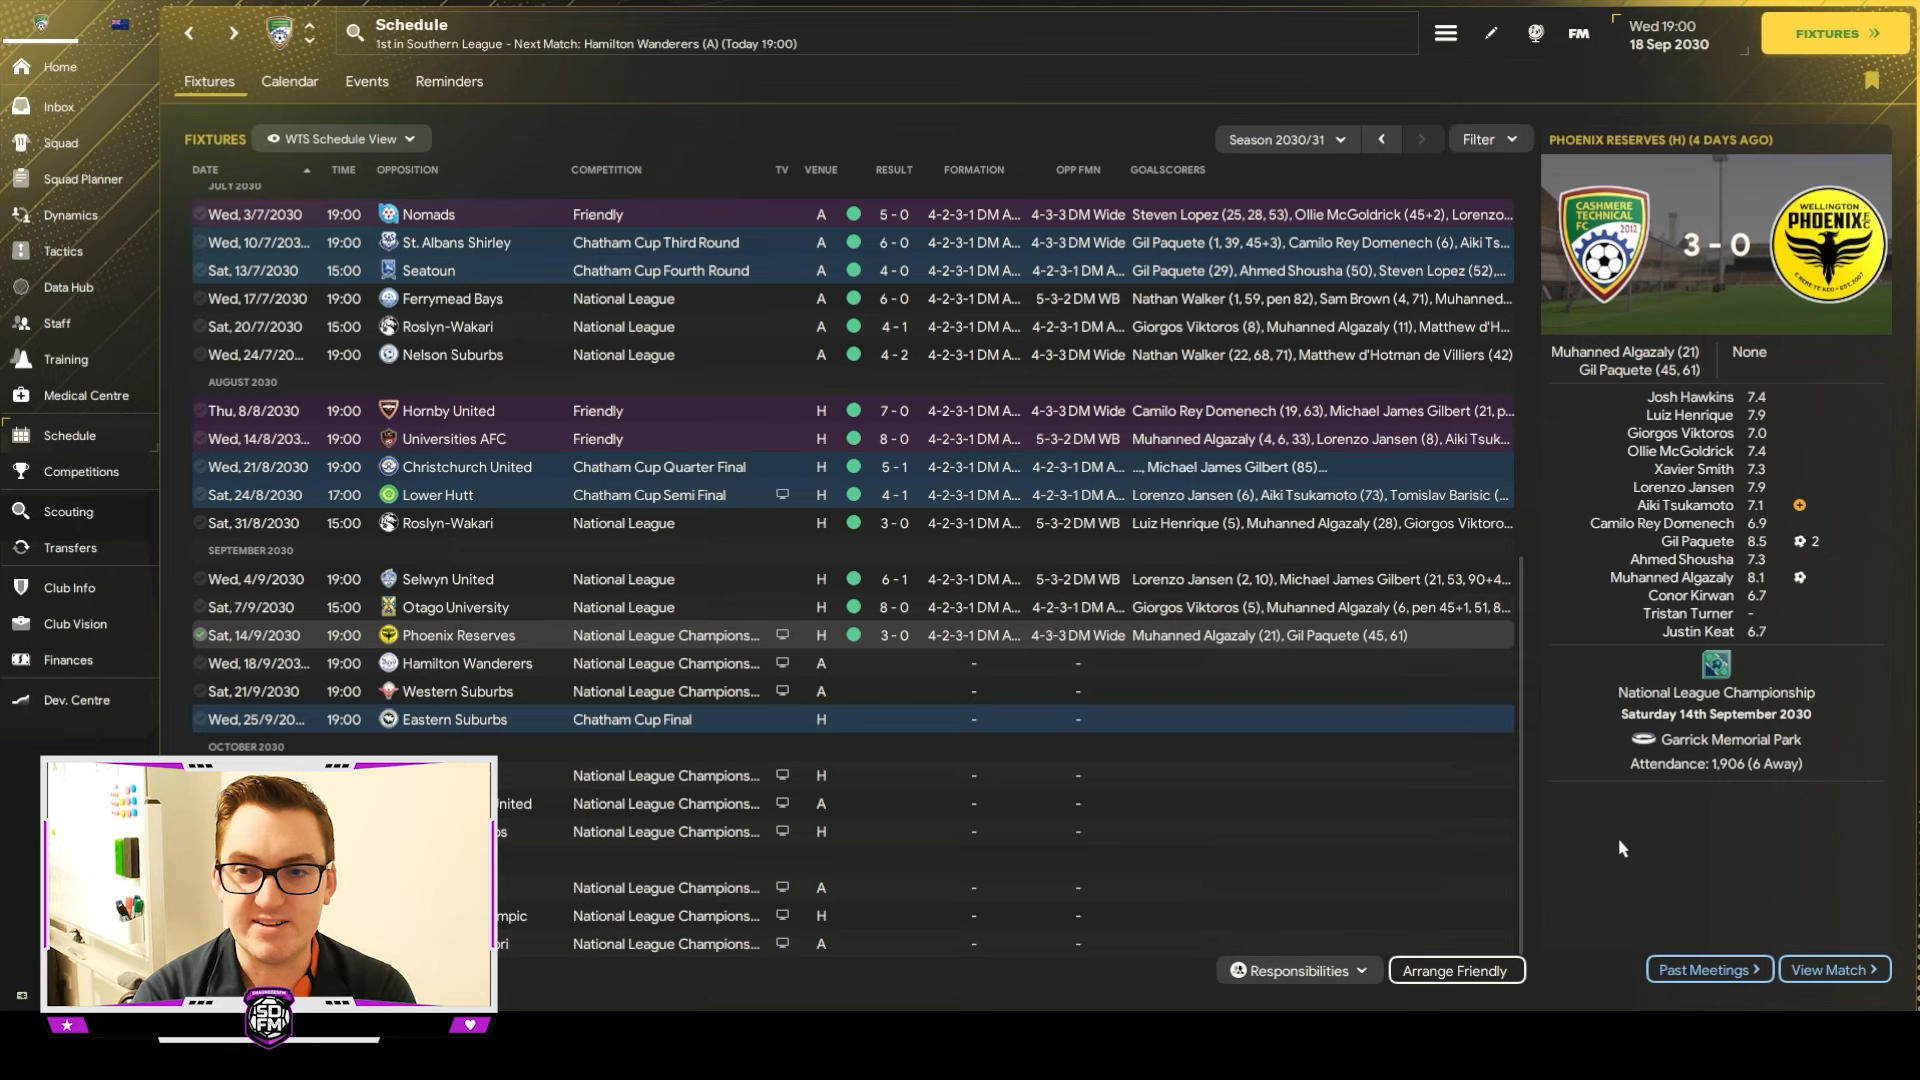 Schedule
1st in Southern League - Next Match: Hamilton Wanderers (A) (Today 19:00)
FM
Wed 19:00
18 Sep 2030
FIXTURES
Fixtures Calendar Events Reminders
Home
Inbox
Squad
Squad Planner
Dynamics
Tactics
Data Hub
Staff
Training
Medical Centre
Schedule
Competitions
Scouting
Transfers
Club Info
Club Vision
Finances
Dev. Centre
FIXTURES WTS Schedule View Season 2030/31 Filter
DATE TIME OPPOSITION COMPETITION TV VENUE RESULT FORMATION OPP FMN GOALSCORERS
JULY 2030
Wed, 3/7/2030 19:00 Nomads Friendly A 5 - 0 4-2-3-1 DM A... 4-3-3 DM Wide Steven Lopez (25, 28, 53), Ollie McGoldrick (45+2), Lorenzo...
Wed, 10/7/203... 19:00 St. Albans Shirley Chatham Cup Third Round A 6 - 0 4-2-3-1 DM A... 4-3-3 DM Wide Gil Paquete (1, 39, 45+3), Camilo Rey Domenech (6), Aiki Ts...
Sat, 13/7/2030 15:00 Seatoun Chatham Cup Fourth Round A 4 - 0 4-2-3-1 DM A... 4-2-3-1 DM A... Gil Paquete (29), Ahmed Shousha (50), Steven Lopez (52),...
Wed, 17/7/2030 19:00 Ferrymead Bays National League A 6 - 0 4-2-3-1 DM A... 5-3-2 DM WB Nathan Walker (1, 59, pen 82), Sam Brown (4, 71), Muhanned...
Sat, 20/7/2030 15:00 Roslyn-Wakari National League A 4 - 1 4-2-3-1 DM A... 4-2-3-1 DM A... Giorgos Viktoros (8), Muhanned Algazaly (11), Matthew d'H...
Wed, 24/7/20... 19:00 Nelson Suburbs National League A 4 - 2 4-2-3-1 DM A... 4-3-3 DM Wide Nathan Walker (22, 68, 71), Matthew d'Hotman de Villiers (42)
AUGUST 2030
Thu, 8/8/2030 19:00 Hornby United Friendly H 7 - 0 4-2-3-1 DM A... 4-3-3 DM Wide Camilo Rey Domenech (19, 63), Michael James Gilbert (21, p...
Wed, 14/8/203... 19:00 Universities AFC Friendly H 8 - 0 4-2-3-1 DM A... 5-3-2 DM WB Muhanned Algazaly (4, 6, 33), Lorenzo Jansen (8), Aiki Tsuk...
Wed, 21/8/2030 19:00 Christchurch United Chatham Cup Quarter Final H 5 - 1 4-2-3-1 DM A... 4-2-3-1 DM A... ..., Michael James Gilbert (85)...
Sat, 24/8/2030 17:00 Lower Hutt Chatham Cup Semi Final H 4 - 1 4-2-3-1 DM A... 4-2-3-1 DM A... Lorenzo Jansen (6), Aiki Tsukamoto (73), Tomislav Barisic (...
Sat, 31/8/2030 15:00 Roslyn-Wakari National League H 3 - 0 4-2-3-1 DM A... 5-3-2 DM WB Luiz Henrique (5), Muhanned Algazaly (28), Giorgos Viktoro...
SEPTEMBER 2030
Wed, 4/9/2030 19:00 Selwyn United National League H 6 - 1 4-2-3-1 DM A... 5-3-2 DM WB Lorenzo Jansen (2, 10), Michael James Gilbert (21, 53, 90+4...
Sat, 7/9/2030 15:00 Otago University National League H 8 - 0 4-2-3-1 DM A... 4-2-3-1 DM A... Giorgos Viktoros (5), Muhanned Algazaly (6, pen 45+1, 51, 8...
Sat, 14/9/2030 19:00 Phoenix Reserves National League Champions... H 3 - 0 4-2-3-1 DM A... 4-3-3 DM Wide Muhanned Algazaly (21), Gil Paquete (45, 61)
Wed, 18/9/203... 19:00 Hamilton Wanderers National League Champions... A - -
Sat, 21/9/2030 19:00 Western Suburbs National League Champions... A - -
Wed, 25/9/20... 19:00 Eastern Suburbs Chatham Cup Final H - -
OCTOBER 2030
National League Champions... H - -
nited National League Champions... A - -
os National League Champions... H - -
National League Champions... A - -
mpic National League Champions... H - -
ori National League Champions... A - -
Responsibilities Arrange Friendly
PHOENIX RESERVES (H) (4 DAYS AGO)
CASHMERE TECHNICAL FC 2012
3 - 0
WELLINGTON PHOENIX FC
Muhanned Algazaly (21) None
Gil Paquete (45, 61)
Josh Hawkins 7.4
Luiz Henrique 7.9
Giorgos Viktoros 7.0
Ollie McGoldrick 7.4
Xavier Smith 7.3
Lorenzo Jansen 7.9
Aiki Tsukamoto 7.1
Camilo Rey Domenech 6.9
Gil Paquete 8.5 2
Ahmed Shousha 7.3
Muhanned Algazaly 8.1
Conor Kirwan 6.7
Tristan Turner -
Justin Keat 6.7
National League Championship
Saturday 14th September 2030
Garrick Memorial Park
Attendance: 1,906 (6 Away)
Past Meetings View Match
SD
FM